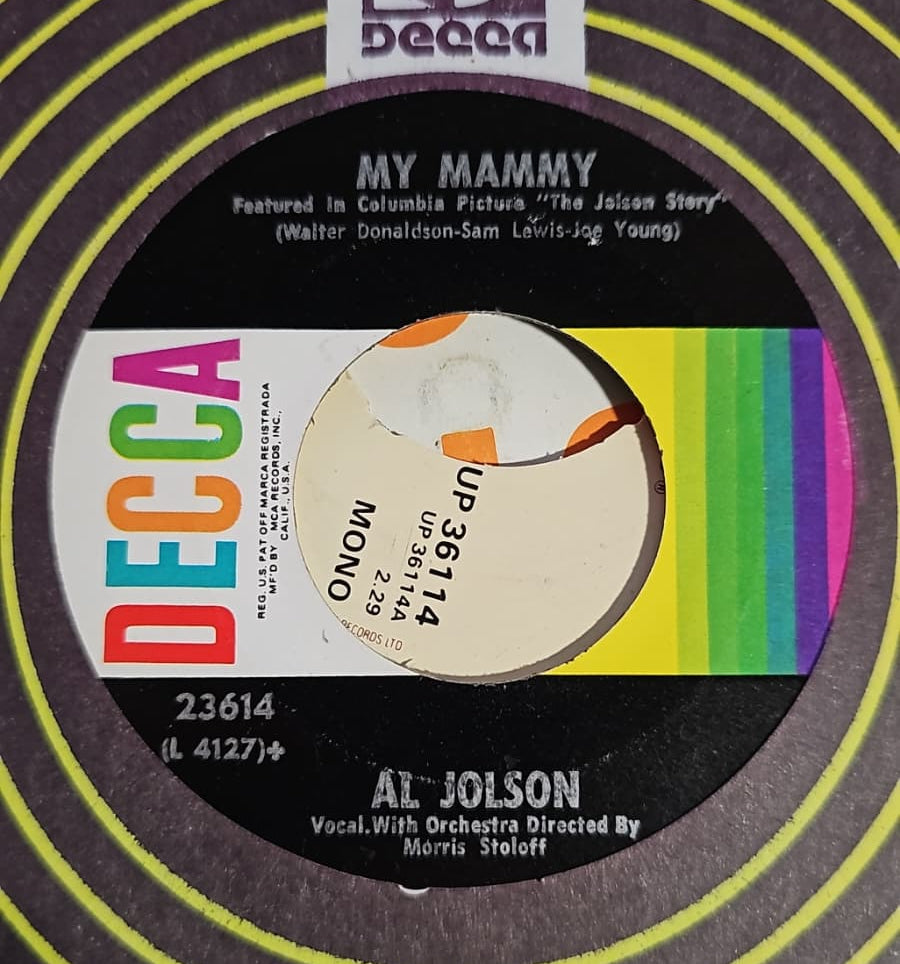 Decca
MY MAMMY
Featured In Columbia Picture "The Jolson Story"
(Walter Donaldson-Sam Lewis-Joe Young)
DECCA
REG. U.S. PAT OFF MARCA REGISTRADA
MF'D BY MCA RECORDS, INC.,
CALIF., U.S.A.
UP 36114
UP 36114A
2.29
MONO
RECORDS LTD
23614
(L 4127)+
AL JOLSON
Vocal.With Orchestra Directed By
Morris Stoloff